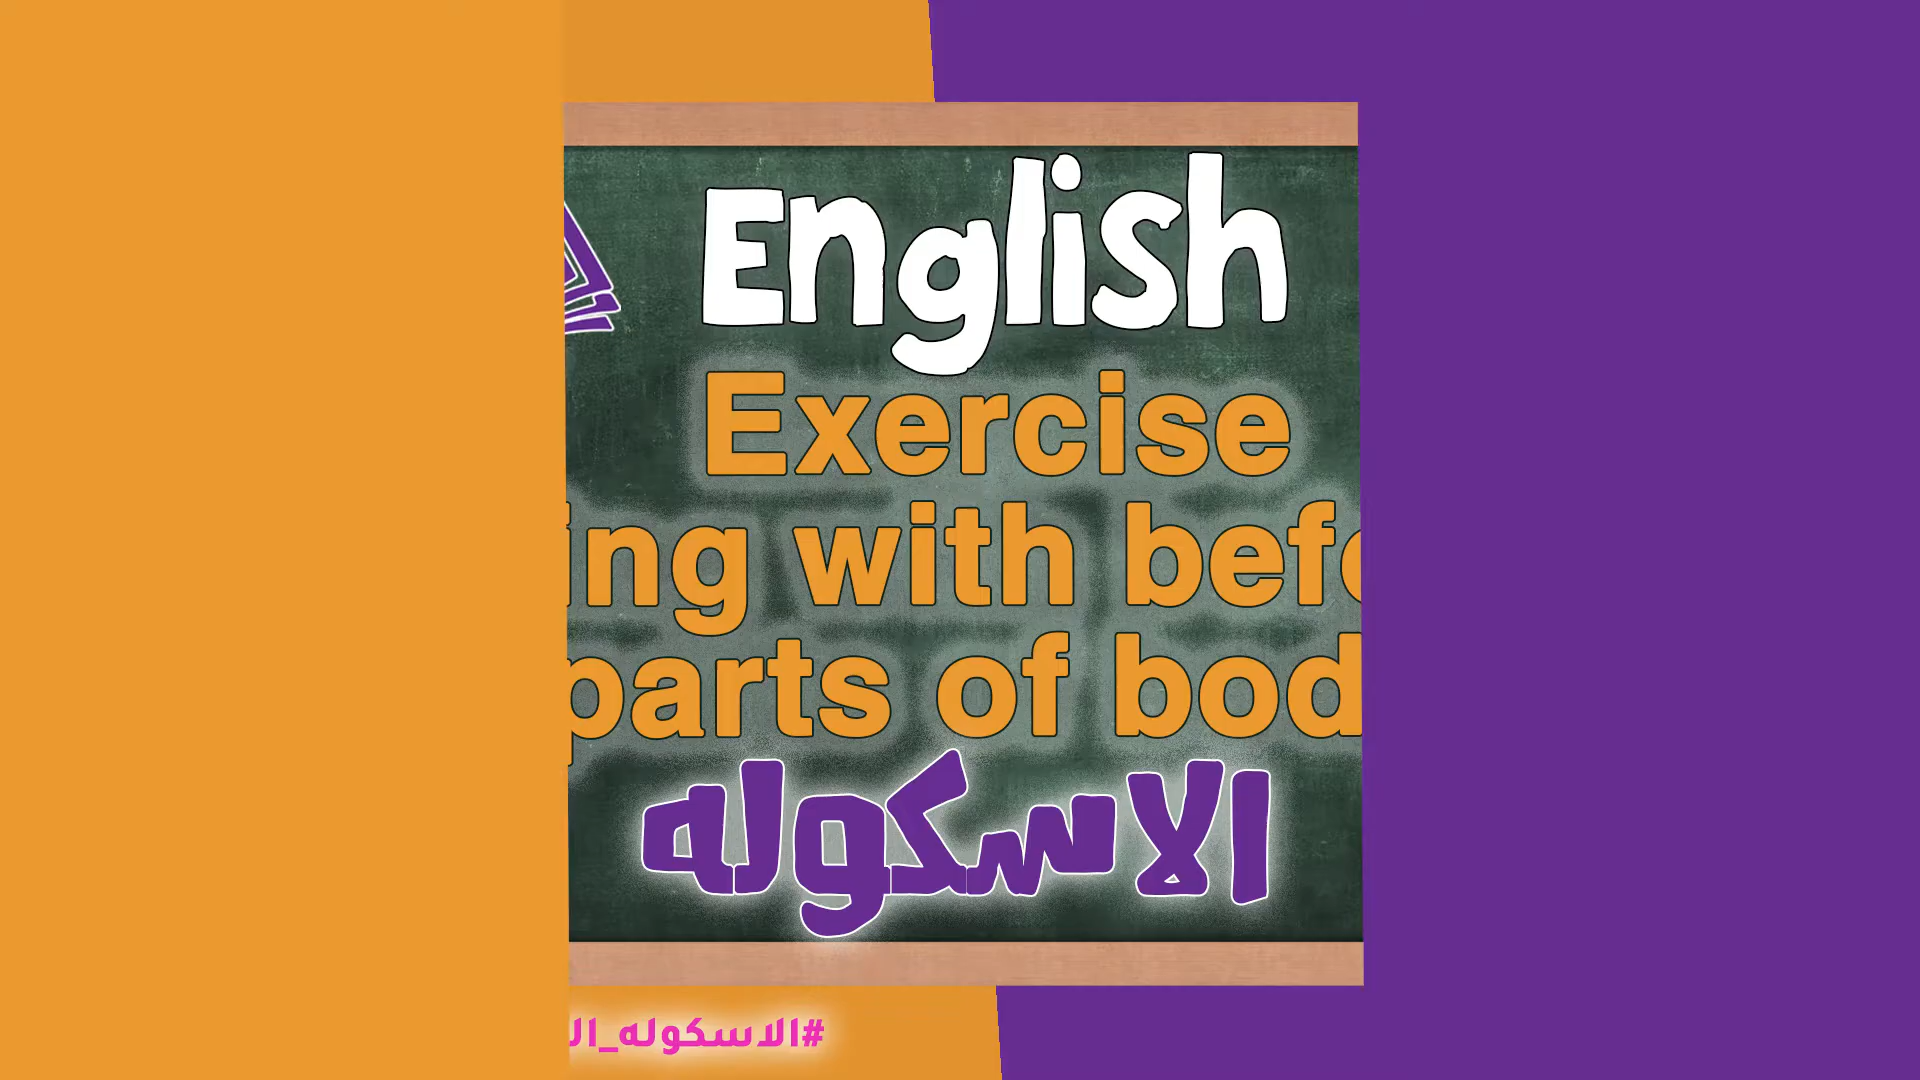 English
Exercise
ing with befo
parts of bod
الاسكوله
#الاسكوله_ال